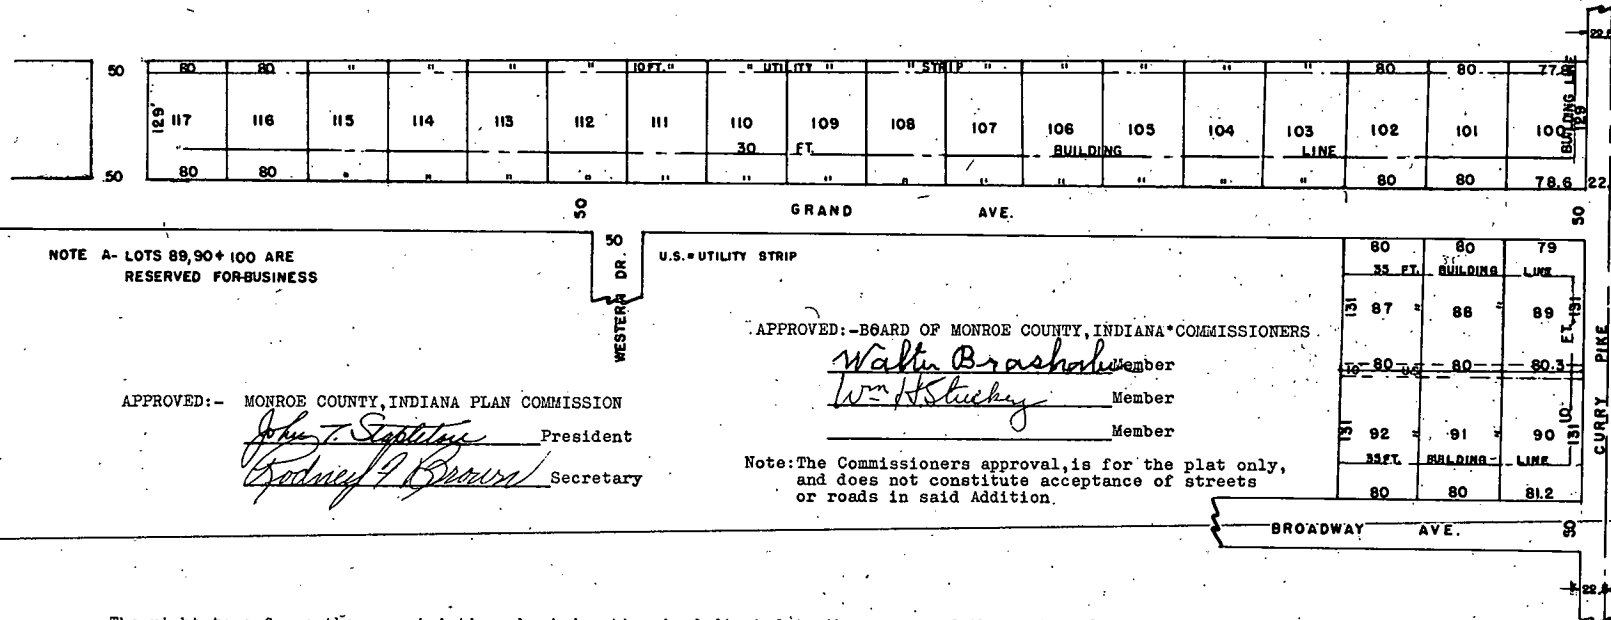 22.
50 80 80 " " " " 10 FT. " " UTILITY " " STRIP " " " " " 80 80 77.8
129' 117 116 115 114 113 112 111 110 109 108 107 106 105 104 103 102 101 100 BUILDING LINE 129
30 FT. BUILDING LINE
50 80 80 " " " " " " " " " " " " " 80 80 78.6 22.
50 GRAND AVE. 50
NOTE A- LOTS 89,90+ 100 ARE
RESERVED FOR BUSINESS
50
WESTERN DR.
U.S.= UTILITY STRIP
80 80 79
35 FT. BUILDING LINE
131 87 " 88 " 89 131
10 FT.
80 80 80.3
10 US
131 92 " 91 " 90 131
10
35 FT. BUILDING LINE
80 80 81.2
CURRY PIKE
APPROVED:-BOARD OF MONROE COUNTY, INDIANA COMMISSIONERS
Member
Wm H Stuckey Member
Member
Note: The Commissioners approval, is for the plat only,
and does not constitute acceptance of streets
or roads in said Addition.
APPROVED:- MONROE COUNTY, INDIANA PLAN COMMISSION
John T. Stapleton President
Rodney F Brown Secretary
BROADWAY AVE. 50
22.